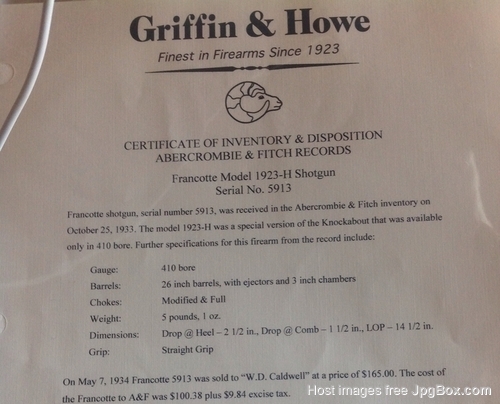 Griffin & Howe
Finest in Firearms Since 1923
CERTIFICATE OF INVENTORY & DISPOSITION
ABERCROMBIE & FITCH RECORDS
Francotte Model 1923-H Shotgun
Serial No. 5913
Francotte shotgun, serial number 5913, was received in the Abercrombie & Fitch inventory on
October 25, 1933. The model 1923-H was a special version of the Knockabout that was available
only in 410 bore. Further specifications for this firearm from the record include:
Gauge: 410 bore
Barrels: 26 inch barrels, with ejectors and 3 inch chambers
Chokes: Modified & Full
Weight: 5 pounds, 1 oz.
Dimensions: Drop @ Heel – 2 1/2 in., Drop @ Comb – 1 1/2 in., LOP – 14 1/2 in.
Grip: Straight Grip
On May 7, 1934 Francotte 5913 was sold to "W.D. Caldwell" at a price of $165.00. The cost of
the Francotte to A&F was $100.38 plus $9.84 excise tax.
Host images free JpgBox.com